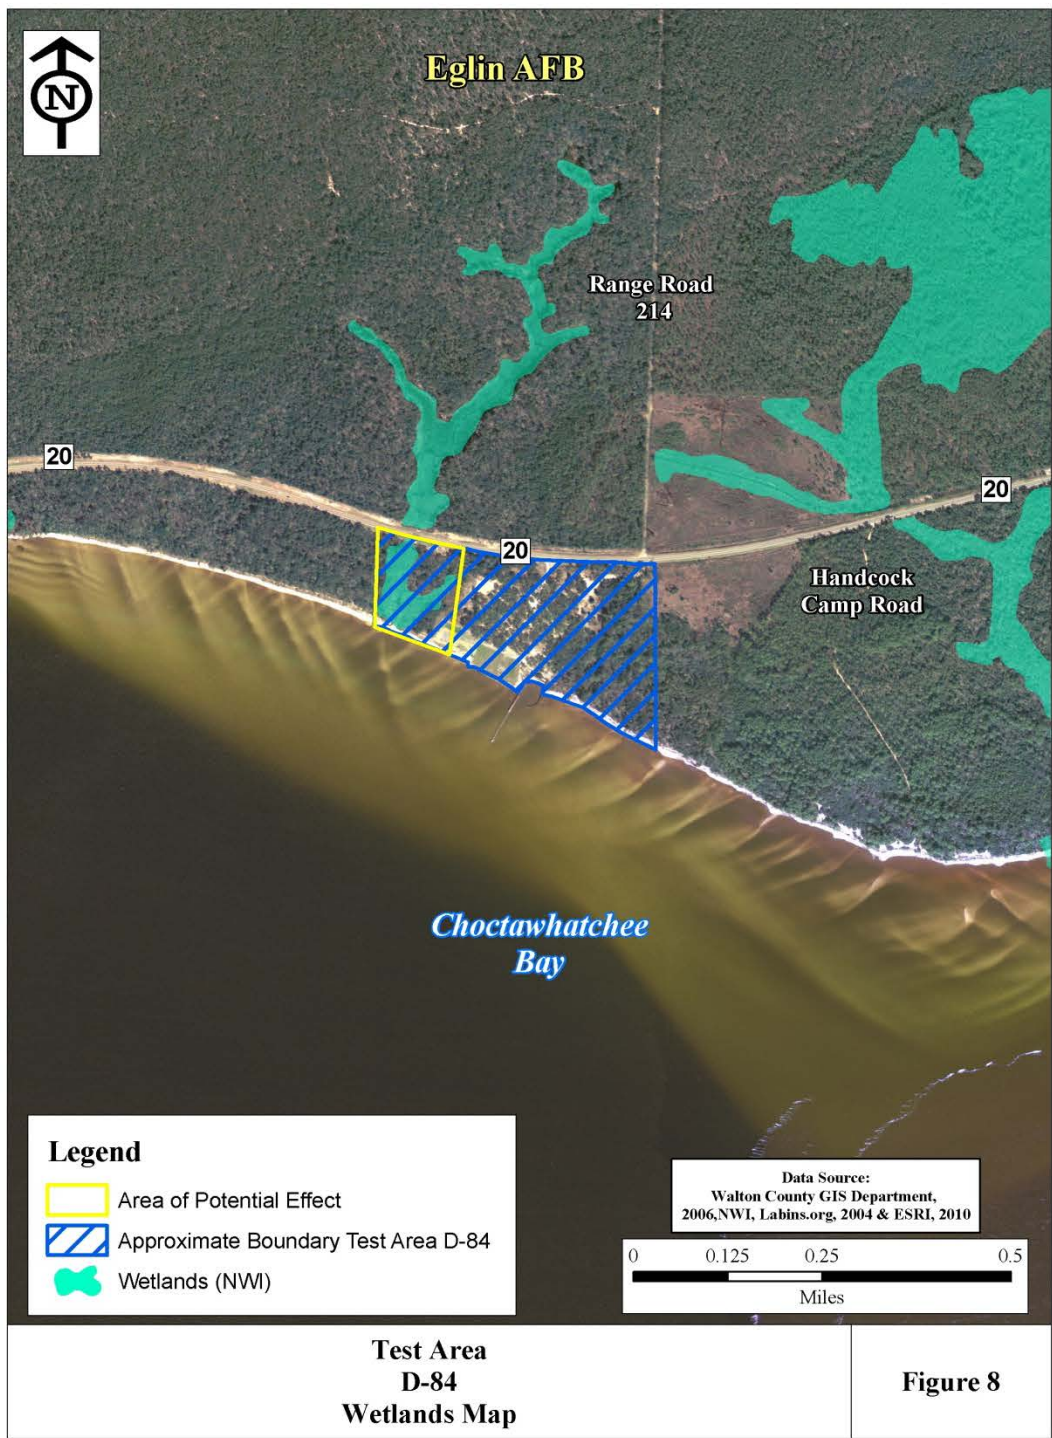 N
Eglin AFB
Range Road
214
20
20
20
Handcock
Camp Road
Choctawhatchee
Bay
Legend
Area of Potential Effect
Approximate Boundary Test Area D-84
Wetlands (NWI)
Data Source:
Walton County GIS Department,
2006,NWI, Labins.org, 2004 & ESRI, 2010
0 0.125 0.25 0.5
Miles
Test Area
D-84
Wetlands Map
Figure 8